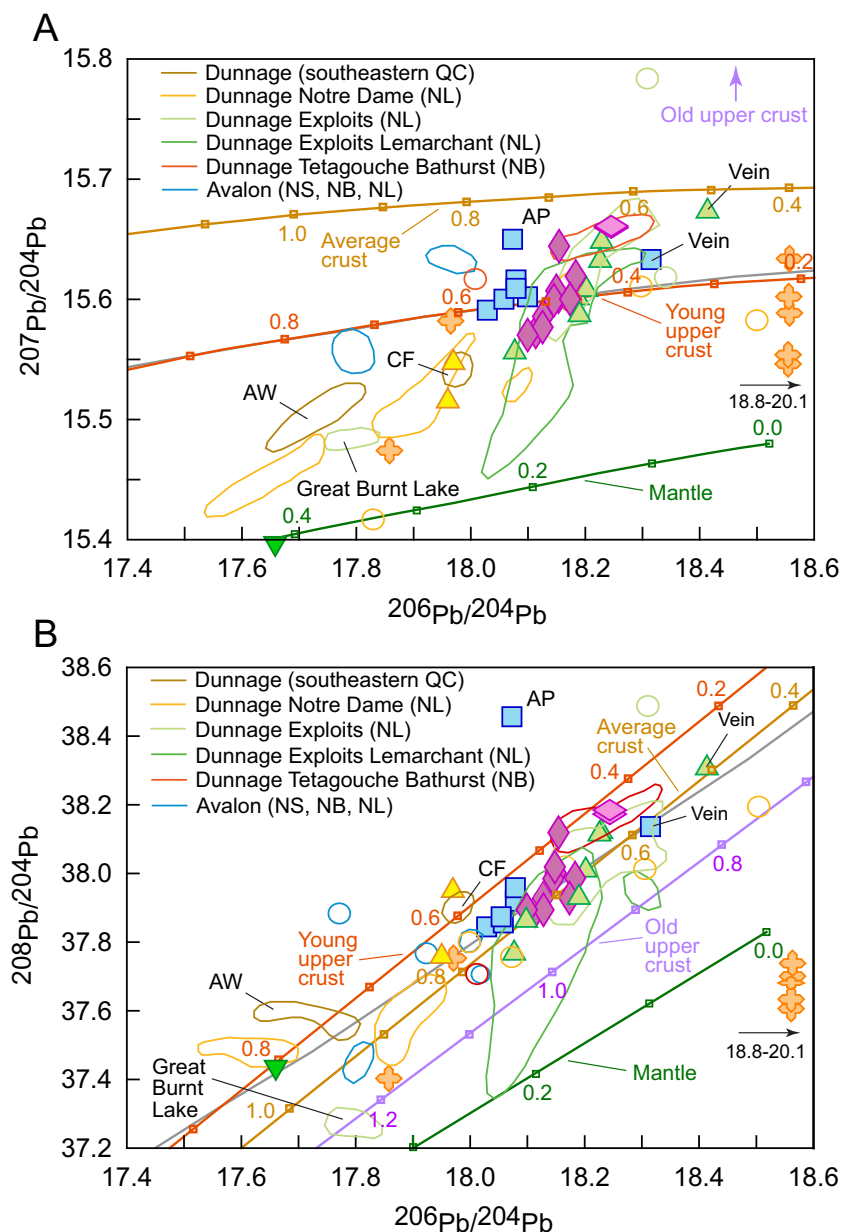 A
15.8
15.7
15.6
15.5
15.4
207Pb/204Pb
Dunnage (southeastern QC)
Dunnage Notre Dame (NL)
Dunnage Exploits (NL)
Dunnage Exploits Lemarchant (NL)
Dunnage Tetagouche Bathurst (NB)
Avalon (NS, NB, NL)
Old upper crust
Vein
AP
0.6
0.4
0.8
1.0
Average
crust
Vein
0.4
0.2
0.6
0.8
Young
upper
crust
CF
AW
18.8-20.1
Great Burnt Lake
0.0
0.2
Mantle
0.4
17.4
17.6
17.8
18.0
18.2
18.4
18.6
206Pb/204Pb
B
38.6
38.4
38.2
38.0
37.8
37.6
37.4
37.2
208Pb/204Pb
Dunnage (southeastern QC)
Dunnage Notre Dame (NL)
Dunnage Exploits (NL)
Dunnage Exploits Lemarchant (NL)
Dunnage Tetagouche Bathurst (NB)
Avalon (NS, NB, NL)
AP
0.2
0.4
Average
crust
Vein
0.4
Vein
0.6
0.8
CF
0.6
Young
upper
crust
0.8
Old
upper
crust
0.0
1.0
AW
18.8-20.1
0.8
Great
Burnt
Lake
1.0
1.2
0.2
Mantle
17.4
17.6
17.8
18.0
18.2
18.4
18.6
206Pb/204Pb